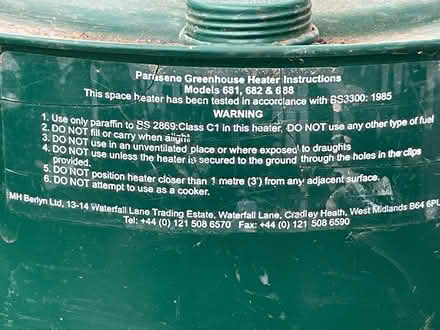 Parasene Greenhouse Heater Instructions
Models 681, 682 & 688
This space heater has been tested in accordance with BS3300: 1985
WARNING
1. Use only paraffin to BS 2869:Class C1 in this heater, DO NOT use any other type of fuel
2. DO NOT fill or carry when alight
3. DO NOT use in an unventilated place or where exposed to draughts
4. DO NOT use unless the heater is secured to the ground through the holes in the clips
provided.
5. DO NOT position heater closer than 1 metre (3') from any adjacent surface.
6. DO NOT attempt to use as a cooker.
MH Berlyn Ltd, 13-14 Waterfall Lane Trading Estate, Waterfall Lane, Cradley Heath, West Midlands B64 6PU
Tel: +44 (0) 121 508 6570 Fax: +44 (0) 121 508 6590